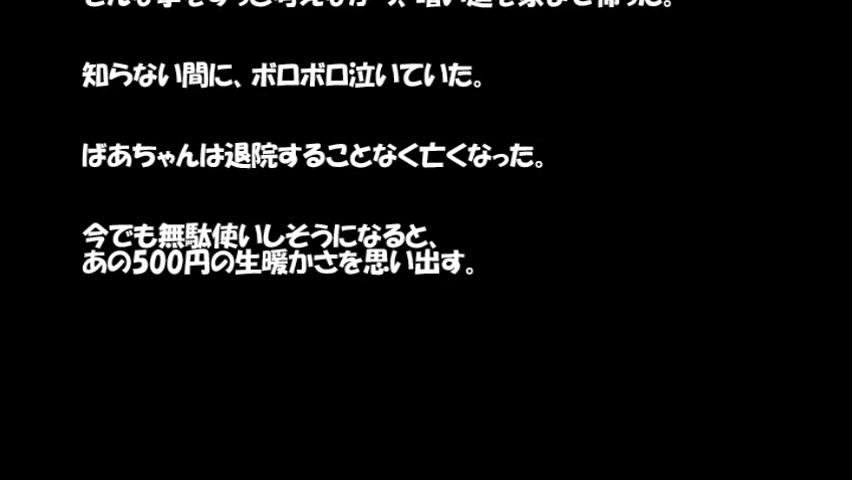 知らない間に、ボロボロ泣いていた。
ばあちゃんは退院することなく亡くなった。
今でも無駄使いしそうになると、
あの500円の生暖かさを思い出す。